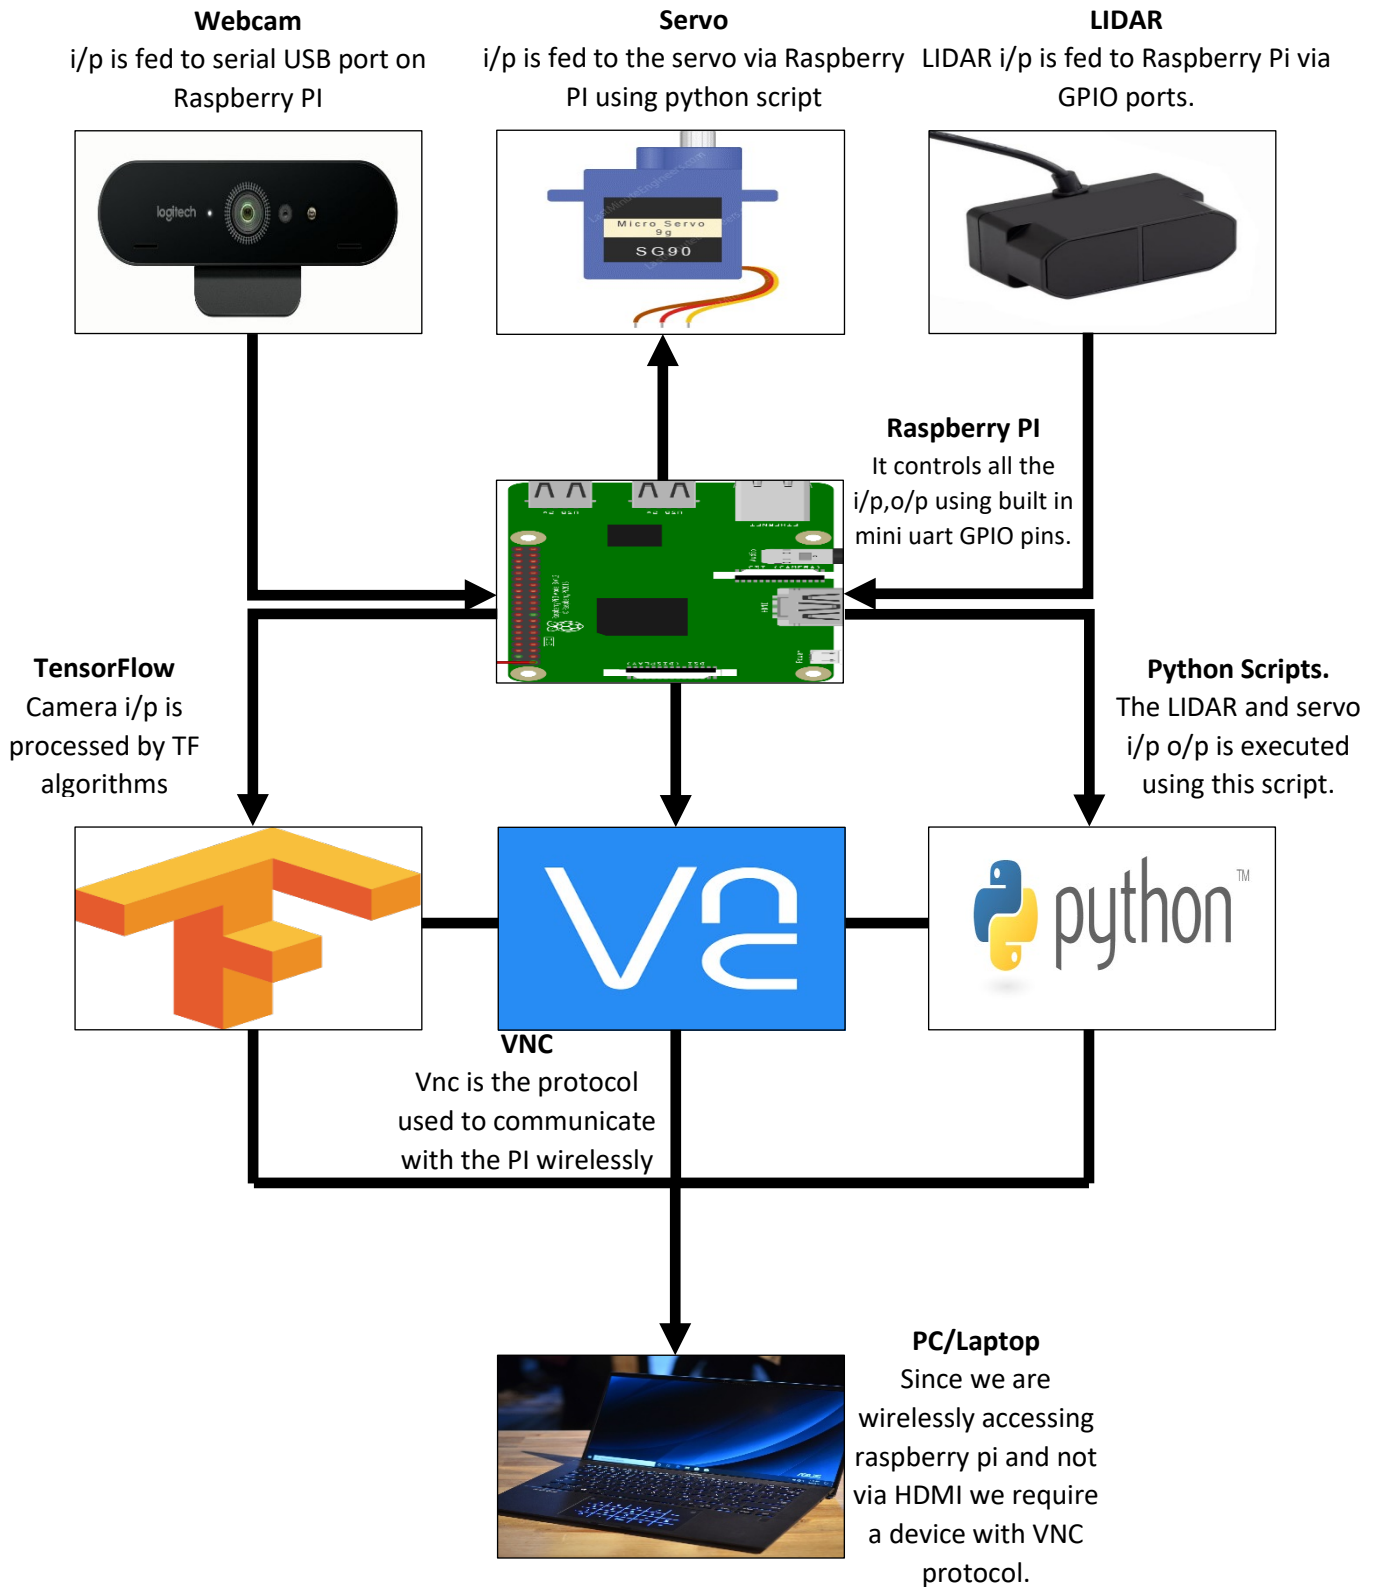 Webcam
i/p is fed to serial USB port on
Raspberry PI
Servo
i/p is fed to the servo via Raspberry
PI using python script
LIDAR
LIDAR i/p is fed to Raspberry Pi via
GPIO ports.
logitech
Micro Servo
9g
SG90
Raspberry PI
It controls all the
i/p,o/p using built in
mini uart GPIO pins.
Audio
HDMI
Power
TensorFlow
Camera i/p is
processed by TF
algorithms
Python Scripts.
The LIDAR and servo
i/p o/p is executed
using this script.
Vnc
python™
VNC
Vnc is the protocol
used to communicate
with the PI wirelessly
PC/Laptop
Since we are
wirelessly accessing
raspberry pi and not
via HDMI we require
a device with VNC
protocol.